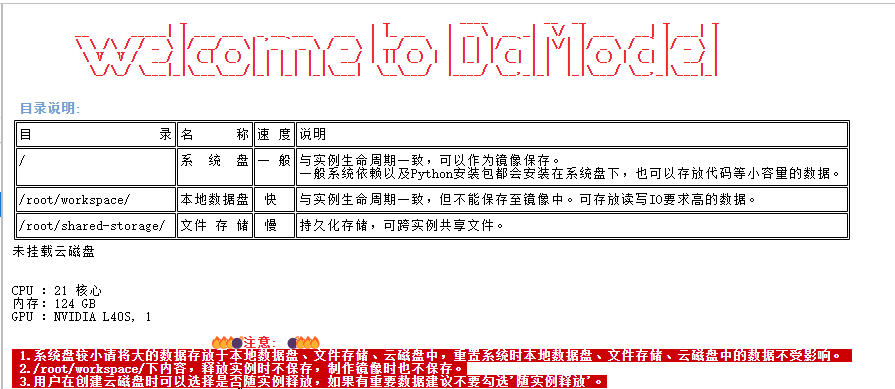 welcome to DaModel
目录说明:
目 录 名 称 速 度 说明
/ 系 统 盘 一 般 与实例生命周期一致，可以作为镜像保存。
一般系统依赖以及Python安装包都会安装在系统盘下，也可以存放代码等小容量的数据。
/root/workspace/ 本地数据盘 快 与实例生命周期一致，但不能保存至镜像中。可存放读写IO要求高的数据。
/root/shared-storage/ 文件 存 储 慢 持久化存储，可跨实例共享文件。
未挂载云磁盘
CPU : 21 核心
内存: 124 GB
GPU : NVIDIA L40S, 1
注意:
1.系统盘较小请将大的数据存放于本地数据盘、文件存储、云磁盘中，重置系统时本地数据盘、文件存储、云磁盘中的数据不受影响。
2./root/workspace/下内容，释放实例时不保存，制作镜像时也不保存。
3.用户在创建云磁盘时可以选择是否随实例释放，如果有重要数据建议不要勾选'随实例释放'。